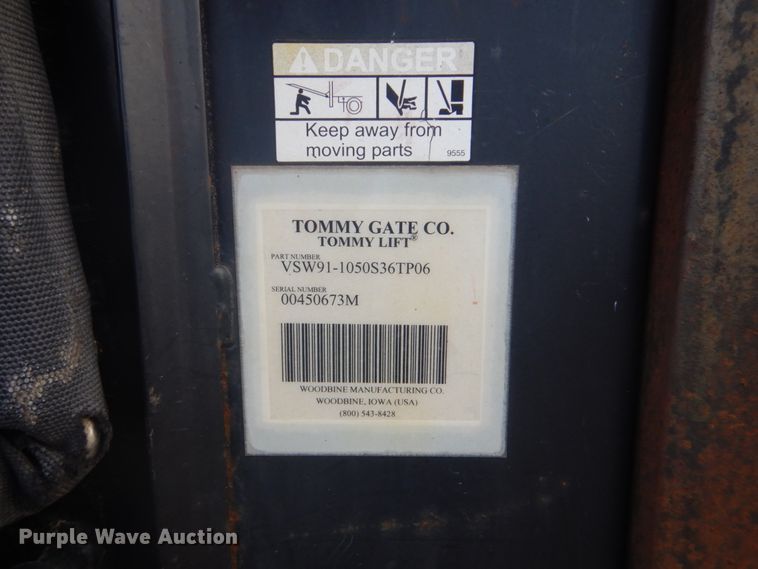 DANGER
Keep away from
moving parts
9555
TOMMY GATE CO.
TOMMY LIFT®
PART NUMBER
VSW91-1050S36TP06
SERIAL NUMBER
00450673M
WOODBINE MANUFACTURING CO.
WOODBINE, IOWA (USA)
(800) 543-8428
Purple Wave Auction